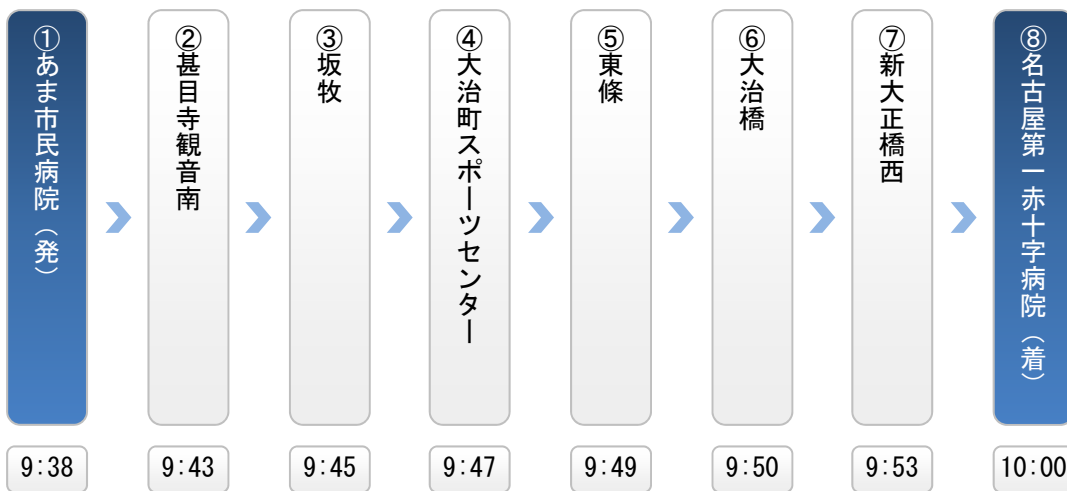 ①あま市民病院（発）
②甚目寺観音南
③坂牧
④大治町スポーツセンター
⑤東條
⑥大治橋
⑦新大正橋西
⑧名古屋第一赤十字病院（着）
9:38
9:43
9:45
9:47
9:49
9:50
9:53
10:00